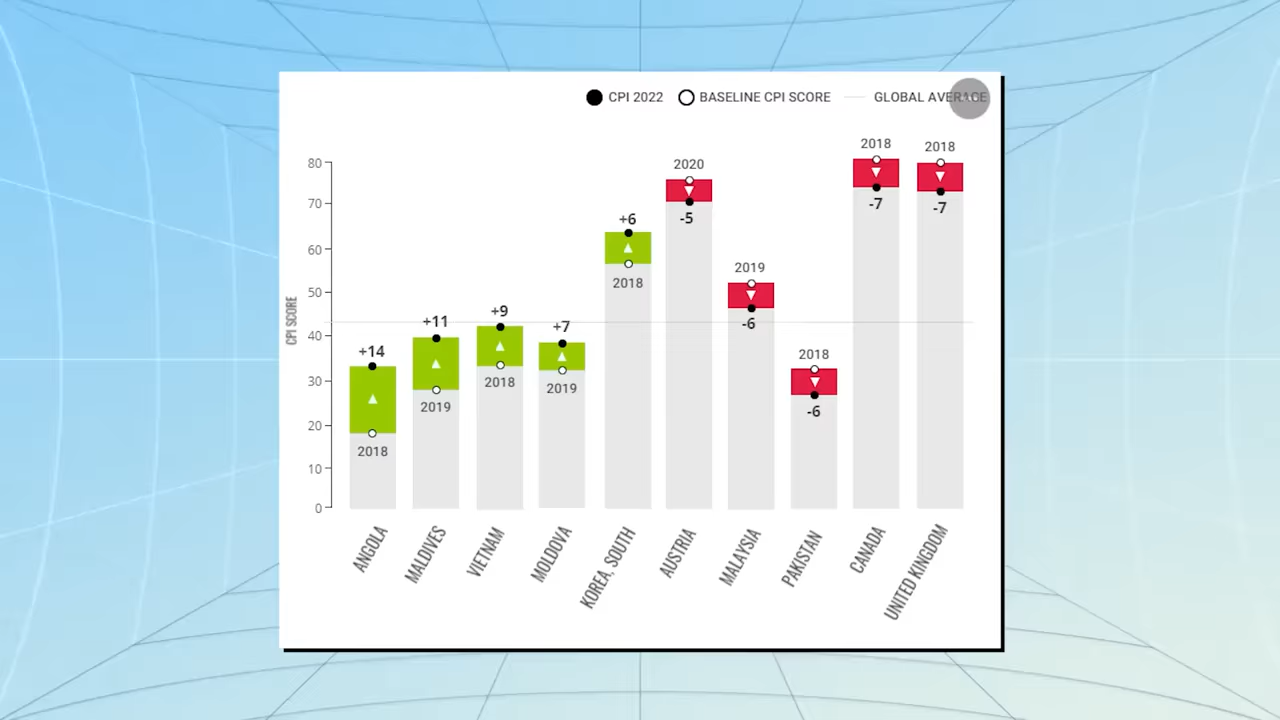 CPI 2022
BASELINE CPI SCORE
GLOBAL AVERAGE
CPI SCORE
80
70
60
50
40
30
20
10
0
+14
2018
+11
2019
+9
2018
+7
2019
+6
2018
2020
-5
2019
-6
2018
-6
2018
-7
2018
-7
ANGOLA
MALDIVES
VIETNAM
MOLDOVA
KOREA, SOUTH
AUSTRIA
MALAYSIA
PAKISTAN
CANADA
UNITED KINGDOM